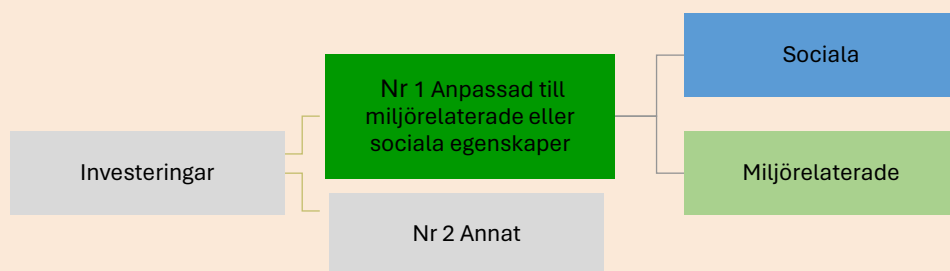 Investeringar
Nr 1 Anpassad till
miljörelaterade eller
sociala egenskaper
Nr 2 Annat
Sociala
Miljörelaterade